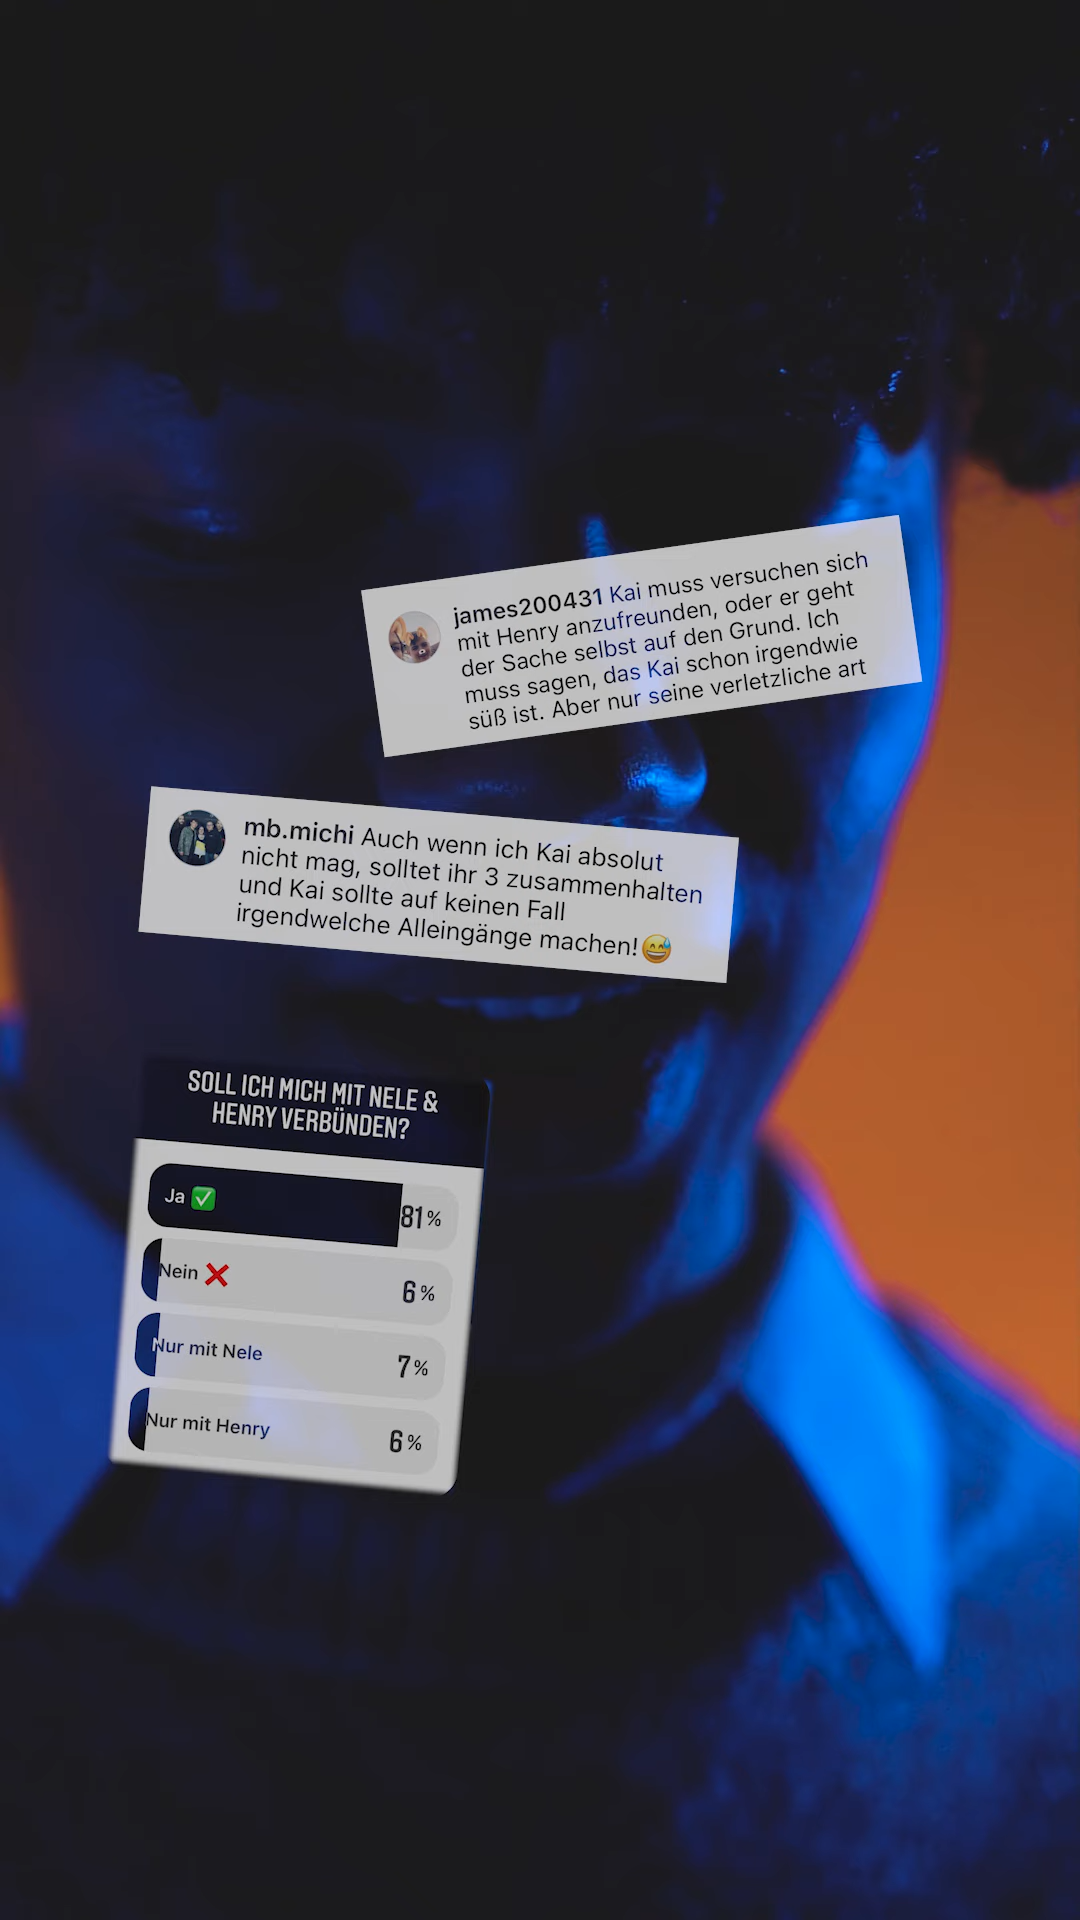 james200431 Kai muss versuchen sich
mit Henry anzufreunden, oder er geht
der Sache selbst auf den Grund. Ich
muss sagen, das Kai schon irgendwie
süß ist. Aber nur seine verletzliche art
mb.michi Auch wenn ich Kai absolut
nicht mag, solltet ihr 3 zusammenhalten
und Kai sollte auf keinen Fall
irgendwelche Alleingänge machen!😅
SOLL ICH MICH MIT NELE &
HENRY VERBÜNDEN?
Ja ✅ 81%
Nein ❌ 6%
Nur mit Nele 7%
Nur mit Henry 6%